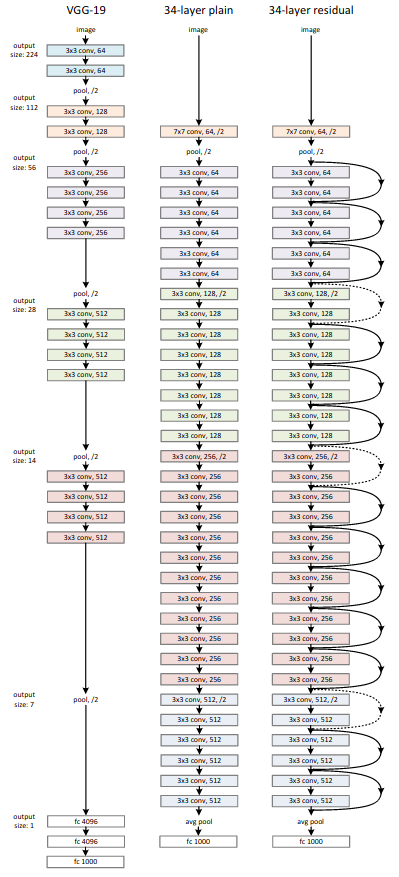 output
size: 224
output
size: 112
output
size: 56
output
size: 28
output
size: 14
output
size: 7
output
size: 1
VGG-19
image
3x3 conv, 64
3x3 conv, 64
pool, /2
3x3 conv, 128
3x3 conv, 128
pool, /2
3x3 conv, 256
3x3 conv, 256
3x3 conv, 256
3x3 conv, 256
pool, /2
3x3 conv, 512
3x3 conv, 512
3x3 conv, 512
3x3 conv, 512
pool, /2
3x3 conv, 512
3x3 conv, 512
3x3 conv, 512
3x3 conv, 512
pool, /2
fc 4096
fc 4096
fc 1000
34-layer plain
image
7x7 conv, 64, /2
pool, /2
3x3 conv, 64
3x3 conv, 64
3x3 conv, 64
3x3 conv, 64
3x3 conv, 64
3x3 conv, 64
3x3 conv, 128, /2
3x3 conv, 128
3x3 conv, 128
3x3 conv, 128
3x3 conv, 128
3x3 conv, 128
3x3 conv, 128
3x3 conv, 128
3x3 conv, 256, /2
3x3 conv, 256
3x3 conv, 256
3x3 conv, 256
3x3 conv, 256
3x3 conv, 256
3x3 conv, 256
3x3 conv, 256
3x3 conv, 256
3x3 conv, 256
3x3 conv, 256
3x3 conv, 256
3x3 conv, 512, /2
3x3 conv, 512
3x3 conv, 512
3x3 conv, 512
3x3 conv, 512
3x3 conv, 512
avg pool
fc 1000
34-layer residual
image
7x7 conv, 64, /2
pool, /2
3x3 conv, 64
3x3 conv, 64
3x3 conv, 64
3x3 conv, 64
3x3 conv, 64
3x3 conv, 64
3x3 conv, 128, /2
3x3 conv, 128
3x3 conv, 128
3x3 conv, 128
3x3 conv, 128
3x3 conv, 128
3x3 conv, 128
3x3 conv, 128
3x3 conv, 256, /2
3x3 conv, 256
3x3 conv, 256
3x3 conv, 256
3x3 conv, 256
3x3 conv, 256
3x3 conv, 256
3x3 conv, 256
3x3 conv, 256
3x3 conv, 256
3x3 conv, 256
3x3 conv, 256
3x3 conv, 512, /2
3x3 conv, 512
3x3 conv, 512
3x3 conv, 512
3x3 conv, 512
3x3 conv, 512
avg pool
fc 1000